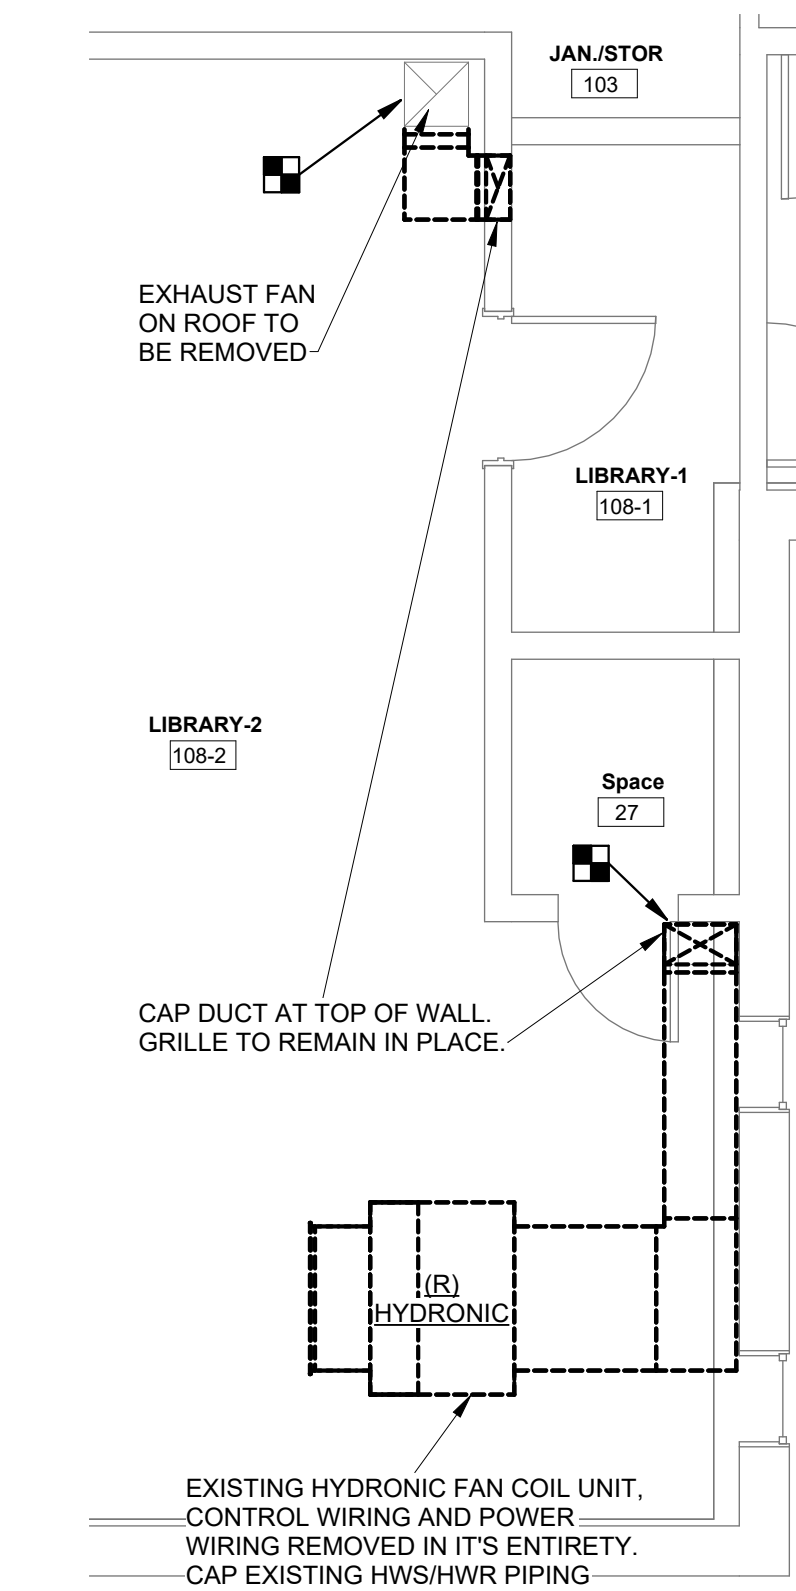 JAN./STOR
103
EXHAUST FAN
ON ROOF TO
BE REMOVED
LIBRARY-1
108-1
LIBRARY-2
108-2
Space
27
CAP DUCT AT TOP OF WALL.
GRILLE TO REMAIN IN PLACE.
(R)
HYDRONIC
EXISTING HYDRONIC FAN COIL UNIT,
CONTROL WIRING AND POWER
WIRING REMOVED IN IT'S ENTIRETY.
CAP EXISTING HWS/HWR PIPING